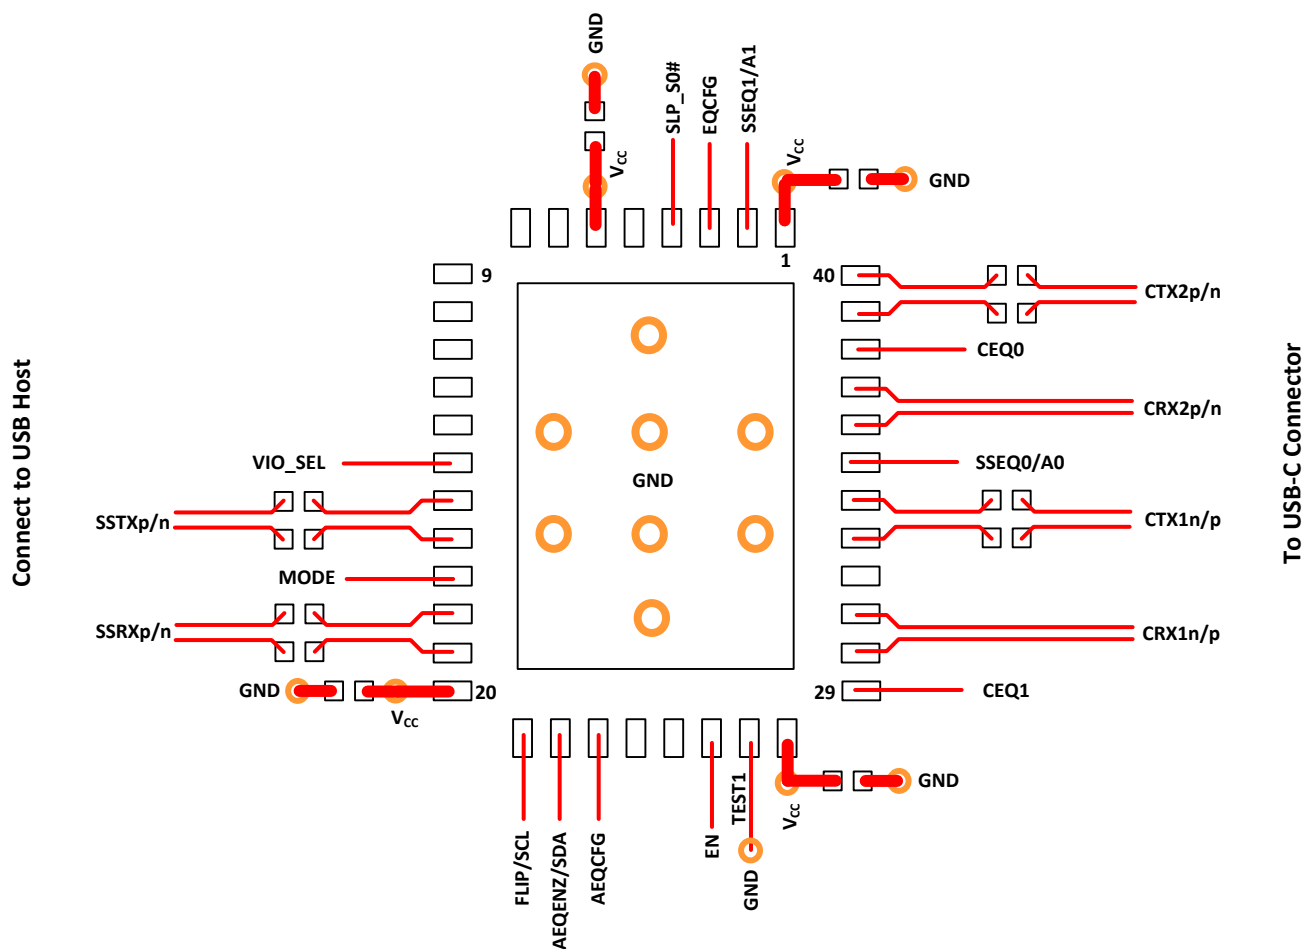 GND
SLP_S0#
EQCFG
SSEQ1/A1
VCC
VCC
GND
1
9
40
CTX2p/n
CEQ0
CRX2p/n
VIO_SEL
SSEQ0/A0
GND
SSTXp/n
CTX1n/p
MODE
SSRXp/n
CRX1n/p
GND
20
29
CEQ1
VCC
Connect to USB Host
To USB-C Connector
FLIP/SCL
AEQENZ/SDA
AEQCFG
EN
TEST1
GND
VCC
GND